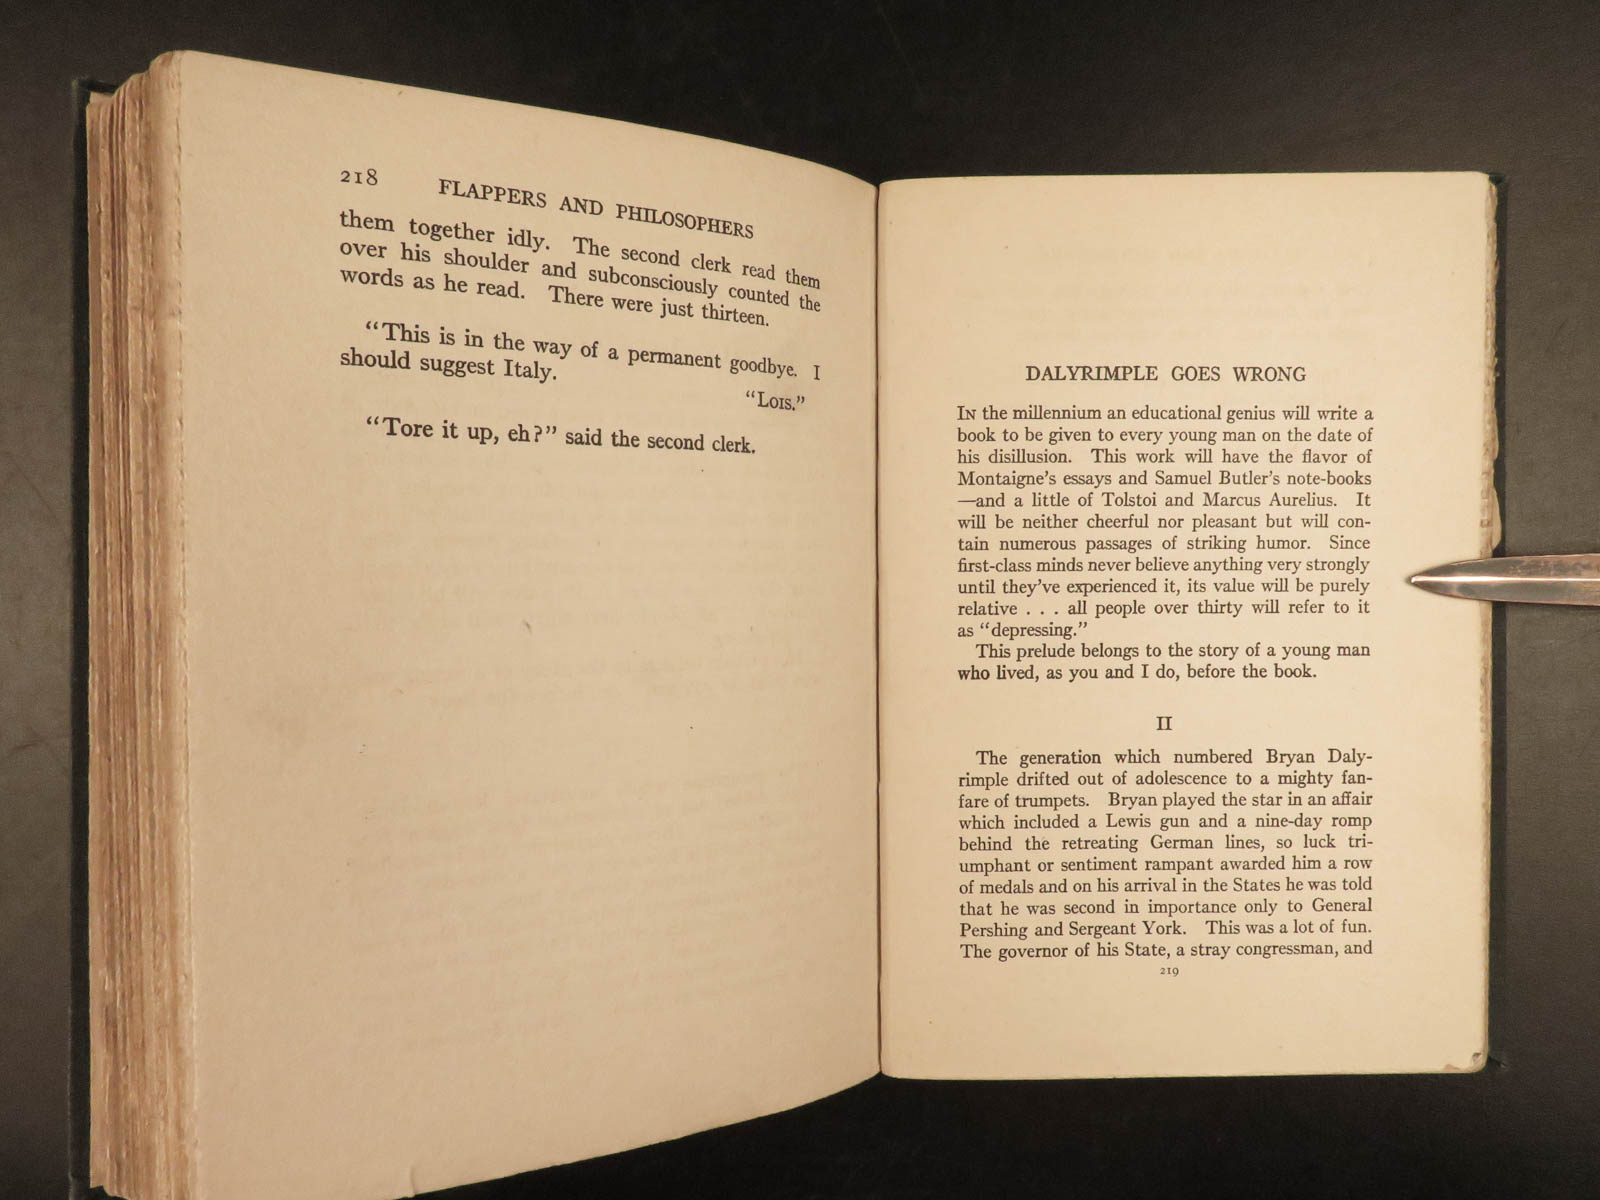 218 FLAPPERS AND PHILOSOPHERS
them together idly. The second clerk read them
over his shoulder and subconsciously counted the
words as he read. There were just thirteen.
“This is in the way of a permanent goodbye. I
should suggest Italy.
“Lois.”
“Tore it up, eh?” said the second clerk.
DALYRIMPLE GOES WRONG
In the millennium an educational genius will write a
book to be given to every young man on the date of
his disillusion. This work will have the flavor of
Montaigne’s essays and Samuel Butler’s note-books
—and a little of Tolstoi and Marcus Aurelius. It
will be neither cheerful nor pleasant but will con-
tain numerous passages of striking humor. Since
first-class minds never believe anything very strongly
until they’ve experienced it, its value will be purely
relative . . . all people over thirty will refer to it
as “depressing.”
This prelude belongs to the story of a young man
who lived, as you and I do, before the book.
II
The generation which numbered Bryan Daly-
rimple drifted out of adolescence to a mighty fan-
fare of trumpets. Bryan played the star in an affair
which included a Lewis gun and a nine-day romp
behind the retreating German lines, so luck tri-
umphant or sentiment rampant awarded him a row
of medals and on his arrival in the States he was told
that he was second in importance only to General
Pershing and Sergeant York. This was a lot of fun.
The governor of his State, a stray congressman, and
219